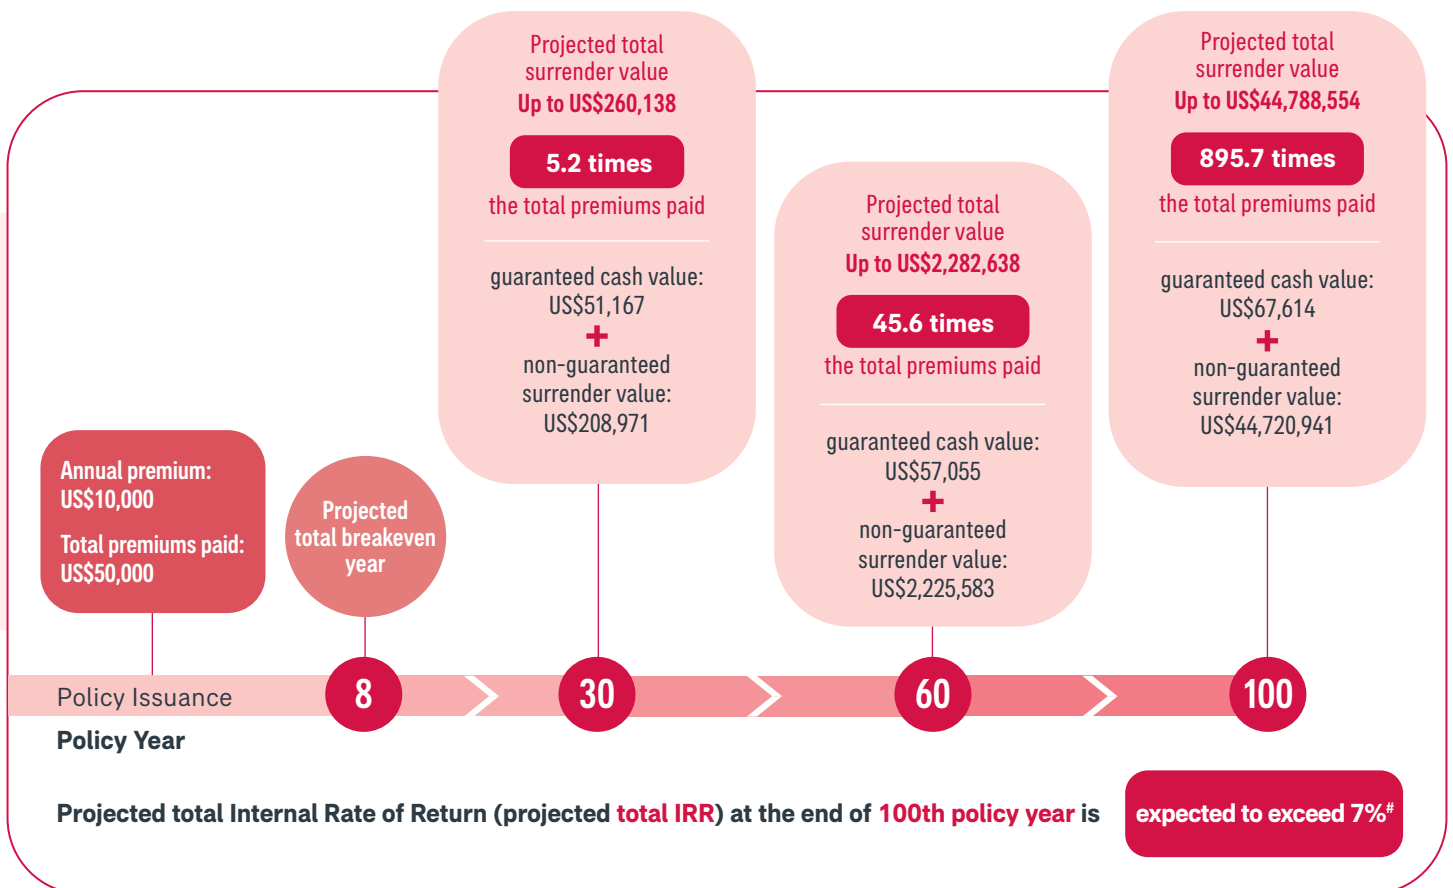 Projected total
surrender value
Up to US$260,138
5.2 times
the total premiums paid
guaranteed cash value:
US$51,167
+
non-guaranteed
surrender value:
US$208,971
Projected total
surrender value
Up to US$2,282,638
45.6 times
the total premiums paid
guaranteed cash value:
US$57,055
+
non-guaranteed
surrender value:
US$2,225,583
Projected total
surrender value
Up to US$44,788,554
895.7 times
the total premiums paid
guaranteed cash value:
US$67,614
+
non-guaranteed
surrender value:
US$44,720,941
Annual premium:
US$10,000
Total premiums paid:
US$50,000
Projected
total breakeven
year
Policy Issuance
8
30
60
100
Policy Year
Projected total Internal Rate of Return (projected total IRR) at the end of 100th policy year is expected to exceed 7%#